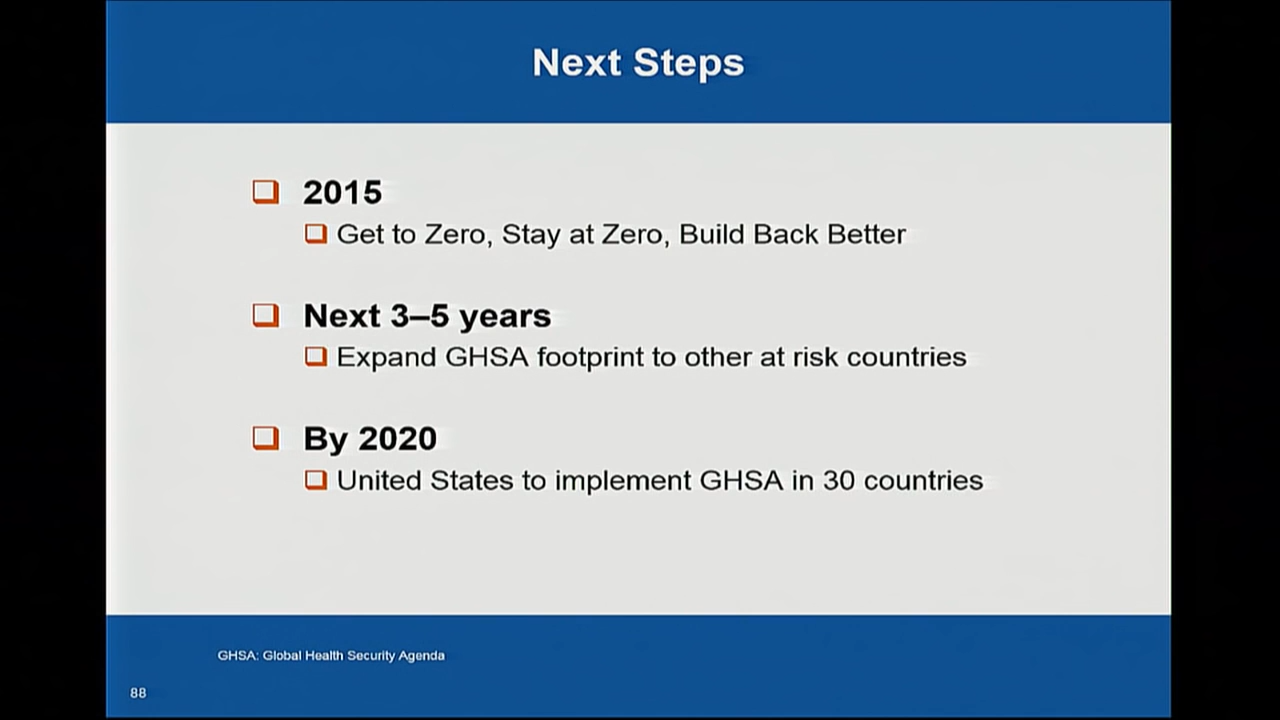 Next Steps
2015
Get to Zero, Stay at Zero, Build Back Better
Next 3–5 years
Expand GHSA footprint to other at risk countries
By 2020
United States to implement GHSA in 30 countries
GHSA: Global Health Security Agenda
88